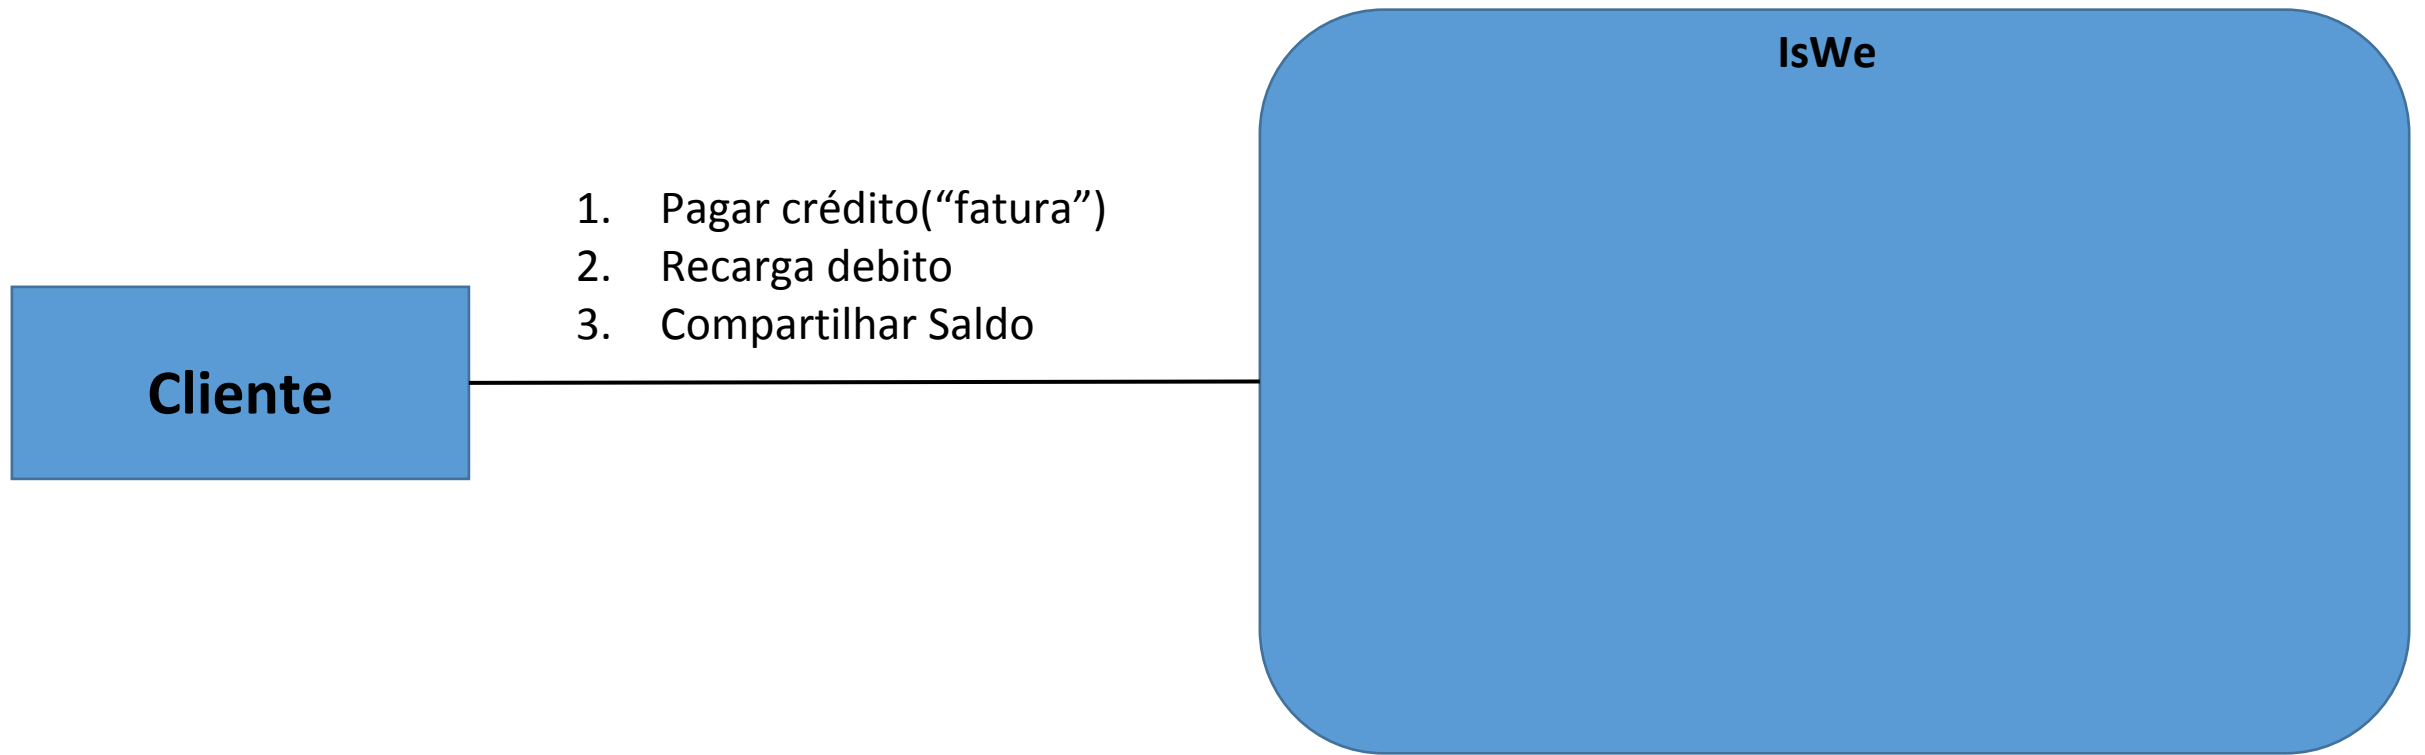 IsWe
1. Pagar crédito(“fatura”)
2. Recarga debito
3. Compartilhar Saldo
Cliente